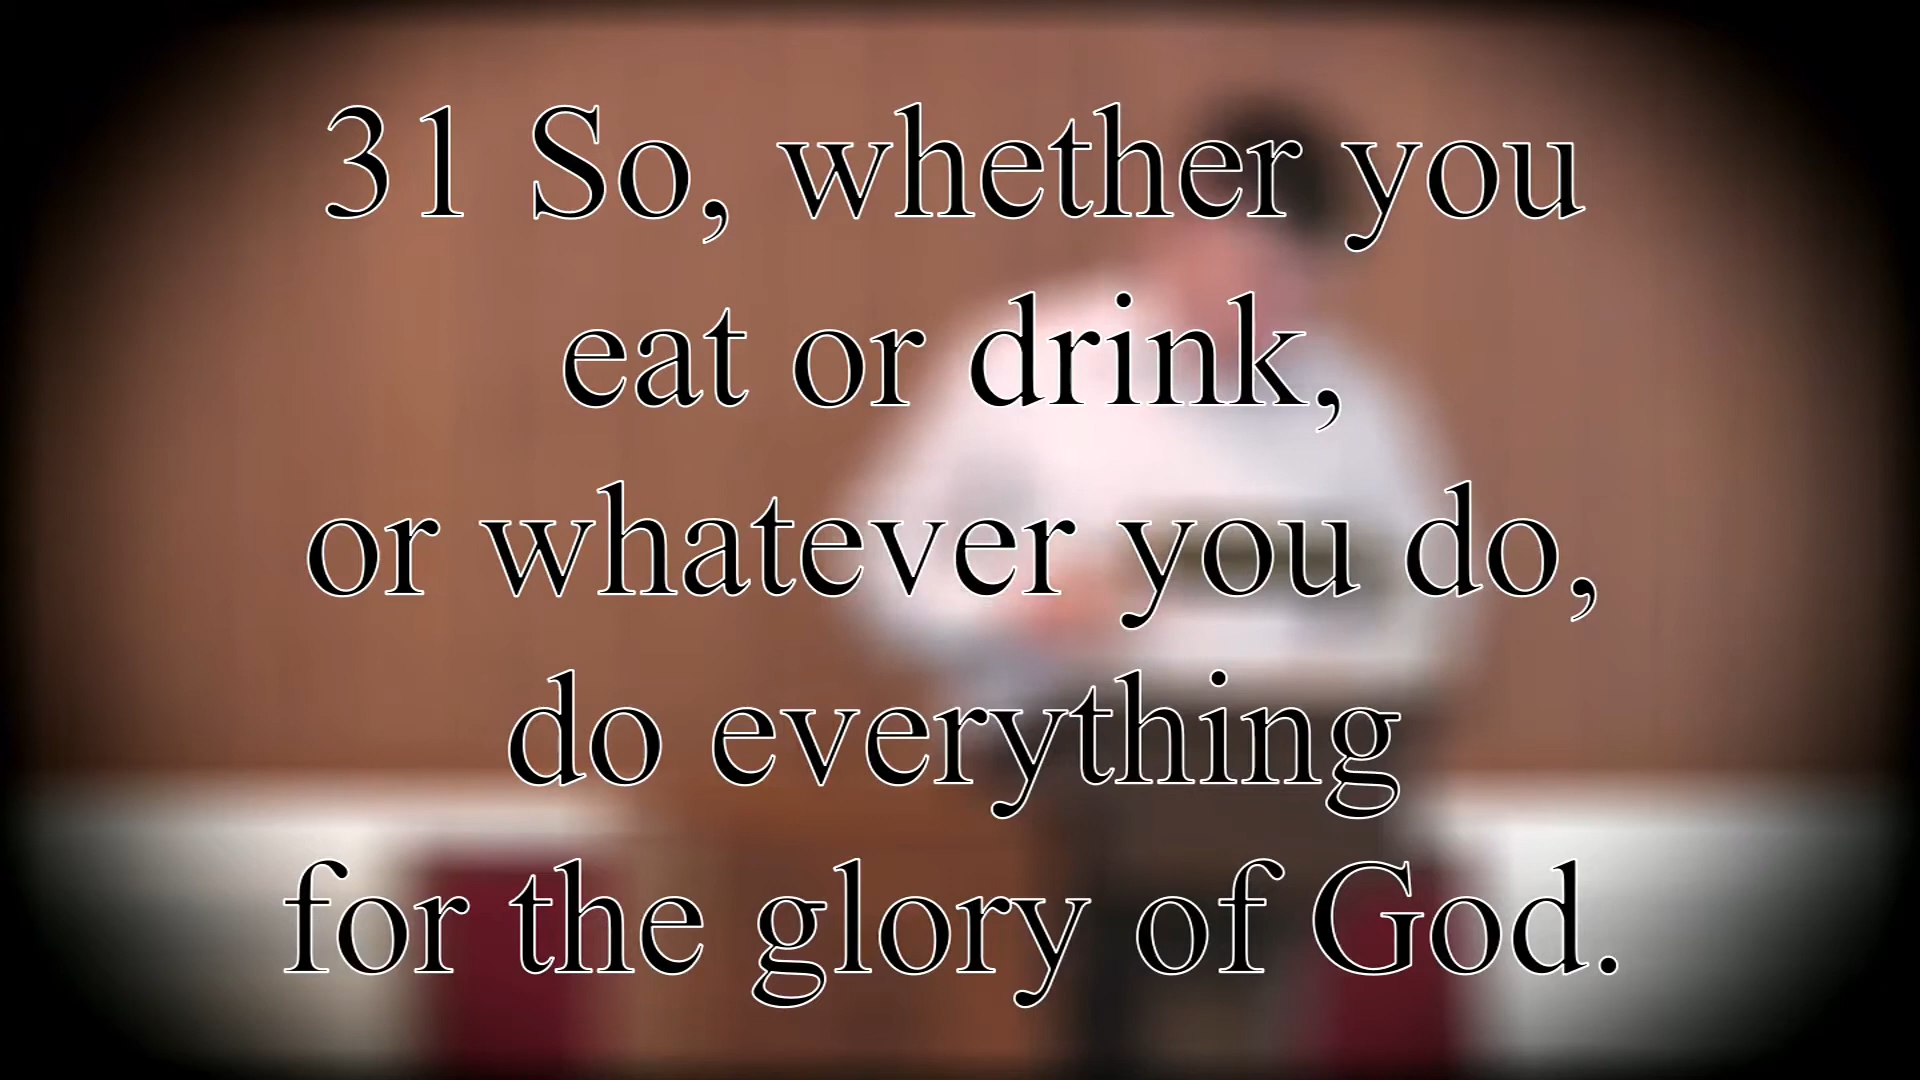 31 So, whether you
eat or drink,
or whatever you do,
do everything
for the glory of God.